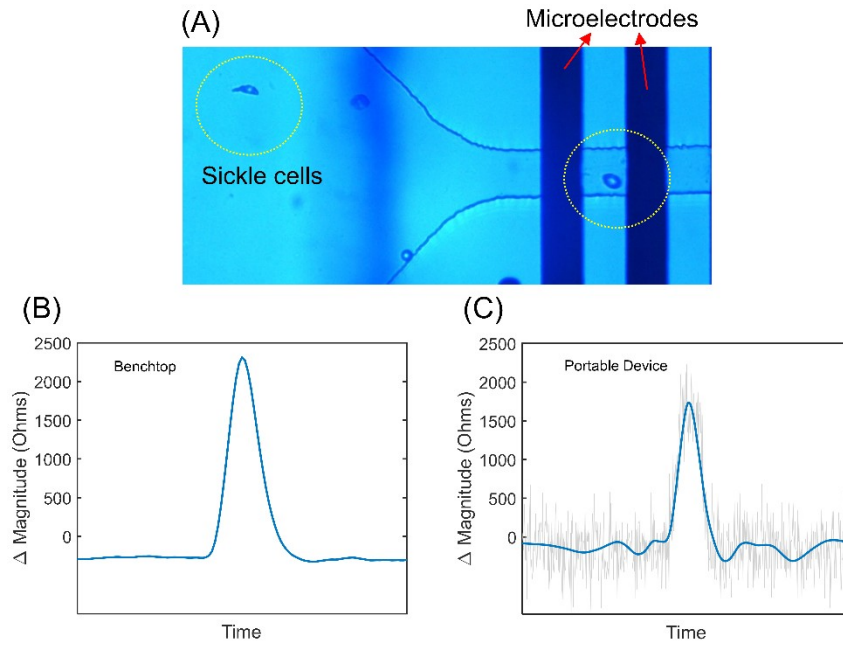 (A)
Microelectrodes
Sickle cells
(B)
2500
2000
1500
1000
500
0
Δ Magnitude (Ohms)
Benchtop
Time
(C)
2500
2000
1500
1000
500
0
Δ Magnitude (Ohms)
Portable Device
Time